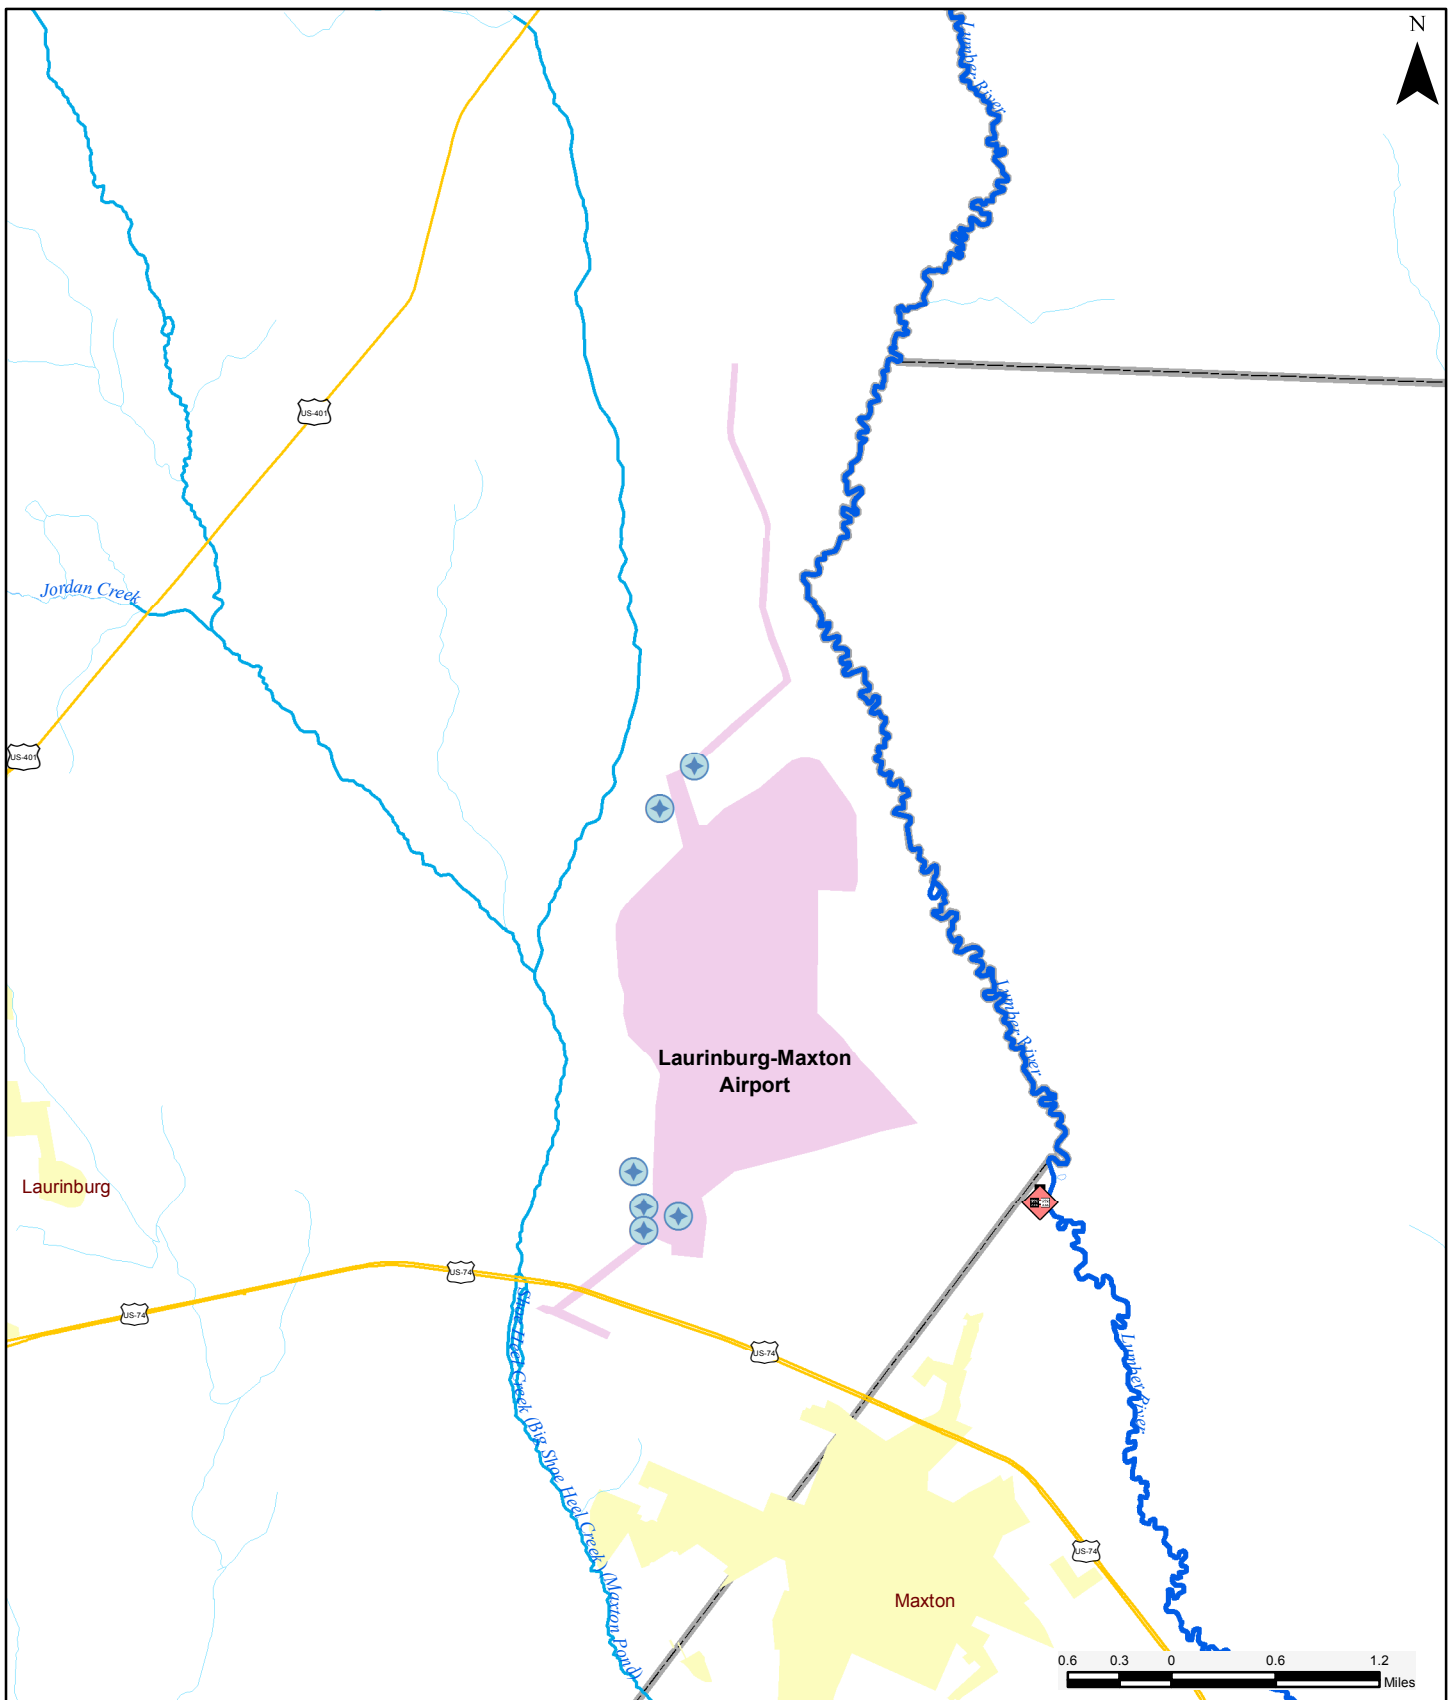 N
Lumber River
US-401
Jordan Creek
US-401
Lumber River
Laurinburg-Maxton
Airport
Laurinburg
US-74
US-74
Shoe Heel Creek (Big Shoe Heel Creek) (Maxton Pond)
US-74
Lumber River
US-74
Maxton
0.6 0.3 0 0.6 1.2
Miles